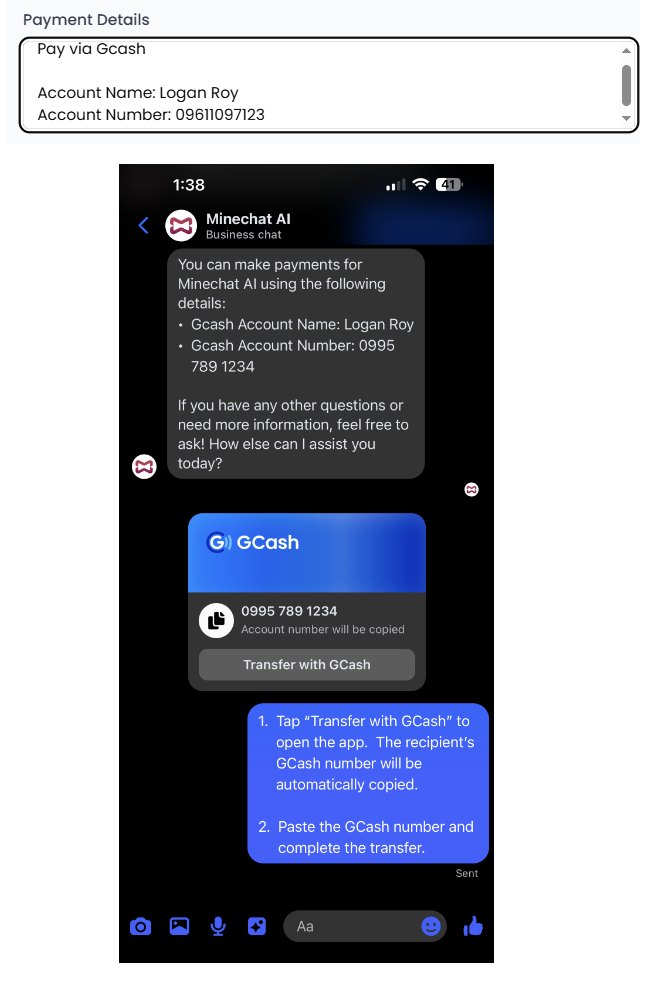 Payment Details
Pay via Gcash
Account Name: Logan Roy
Account Number: 09611097123
1:38
41
Minechat AI
Business chat
You can make payments for
Minechat AI using the following
details:
• Gcash Account Name: Logan Roy
• Gcash Account Number: 0995
789 1234
If you have any other questions or
need more information, feel free to
ask! How else can I assist you
today?
G GCash
0995 789 1234
Account number will be copied
Transfer with GCash
1. Tap “Transfer with GCash” to
open the app.  The recipient’s
GCash number will be
automatically copied.
2. Paste the GCash number and
complete the transfer.
Sent
Aa